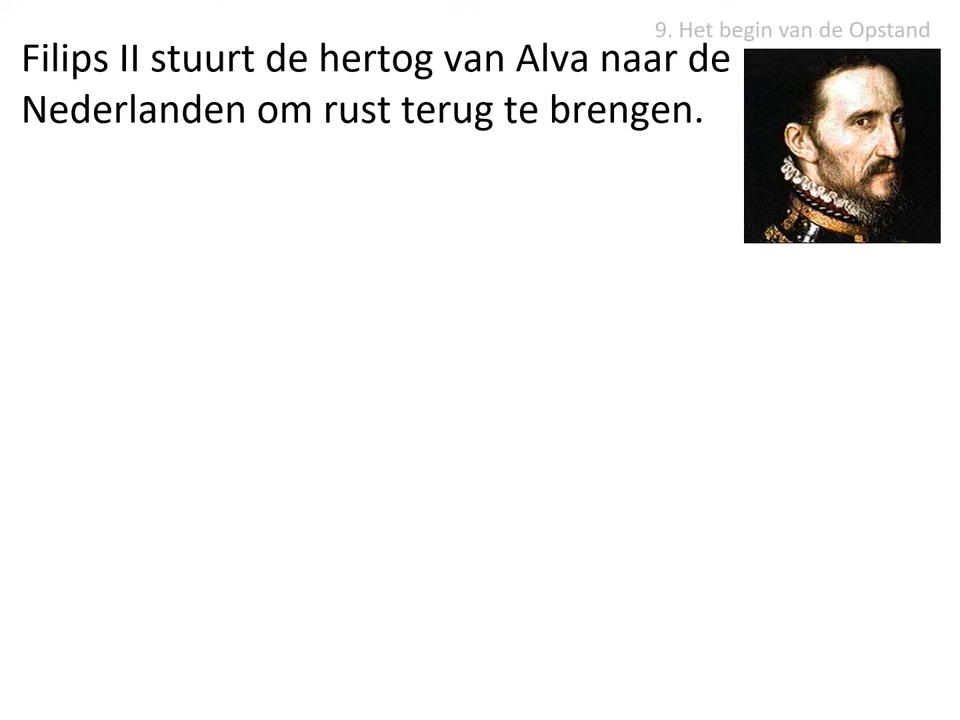 9. Het begin van de Opstand
Filips II stuurt de hertog van Alva naar de
Nederlanden om rust terug te brengen.